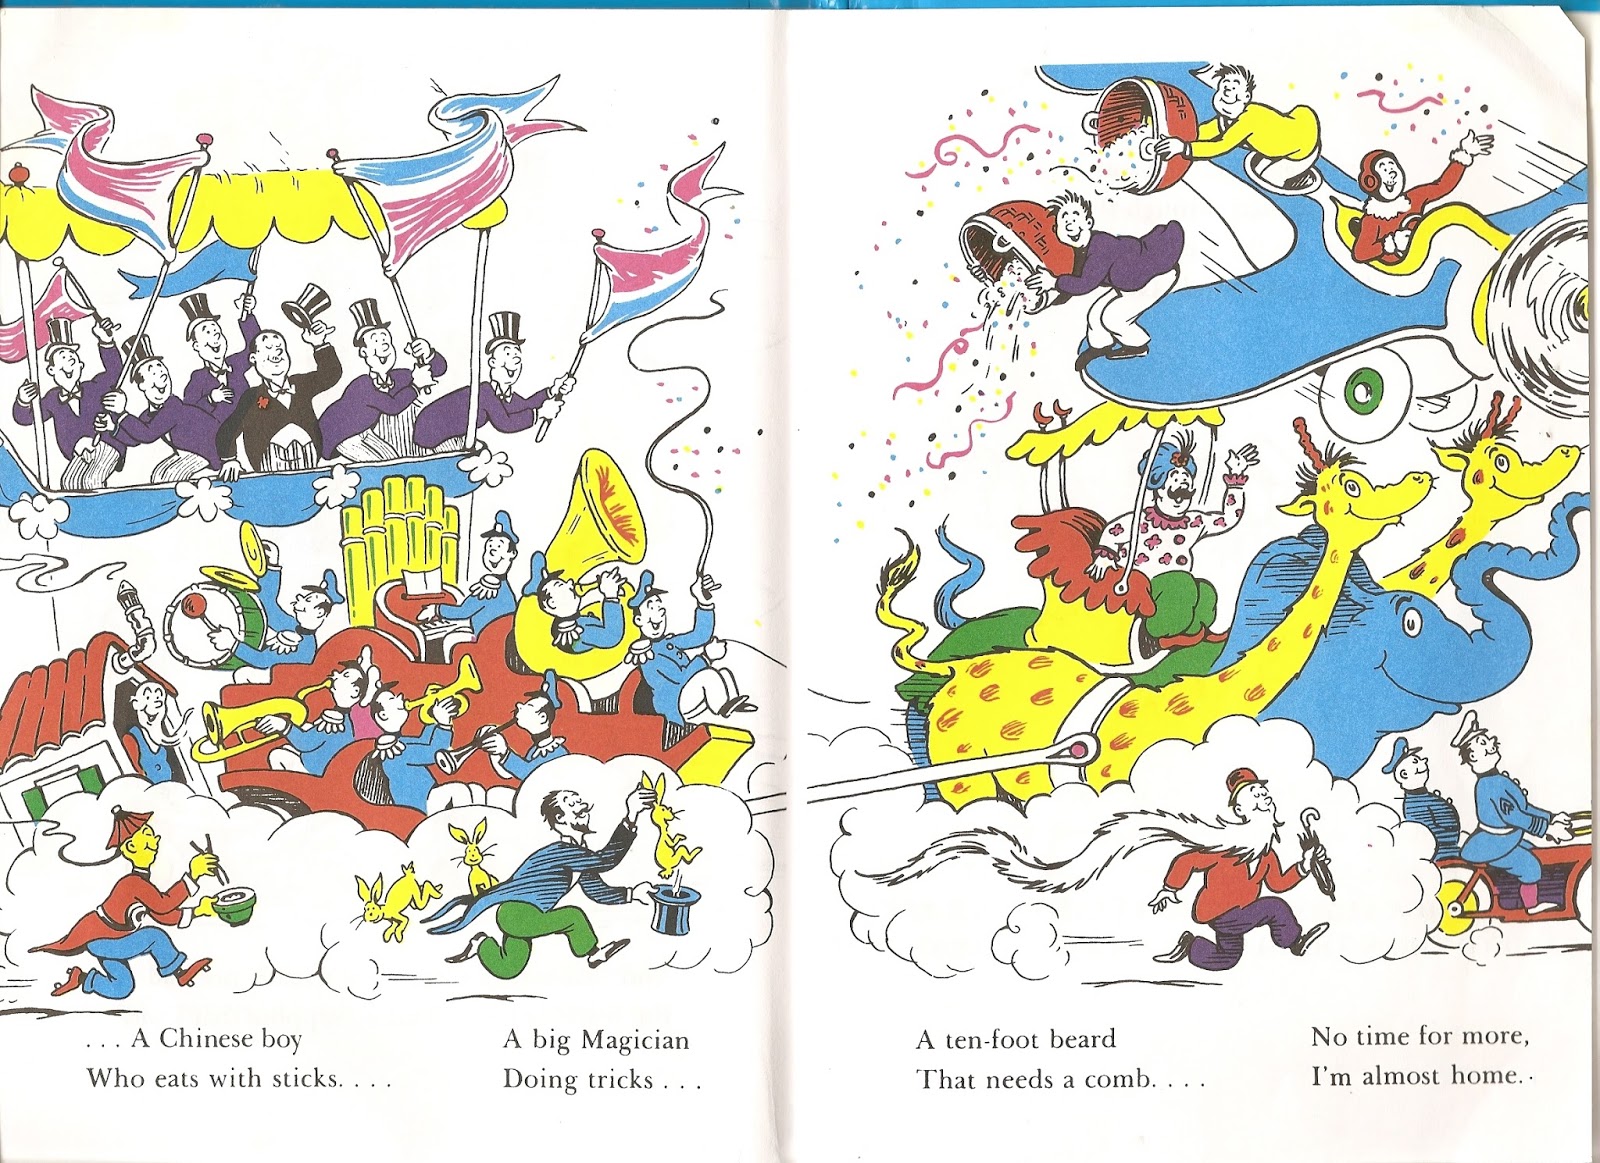 . . . A Chinese boy
Who eats with sticks. . . .
A big Magician
Doing tricks . . .
A ten-foot beard
That needs a comb. . . .
No time for more,
I'm almost home. .